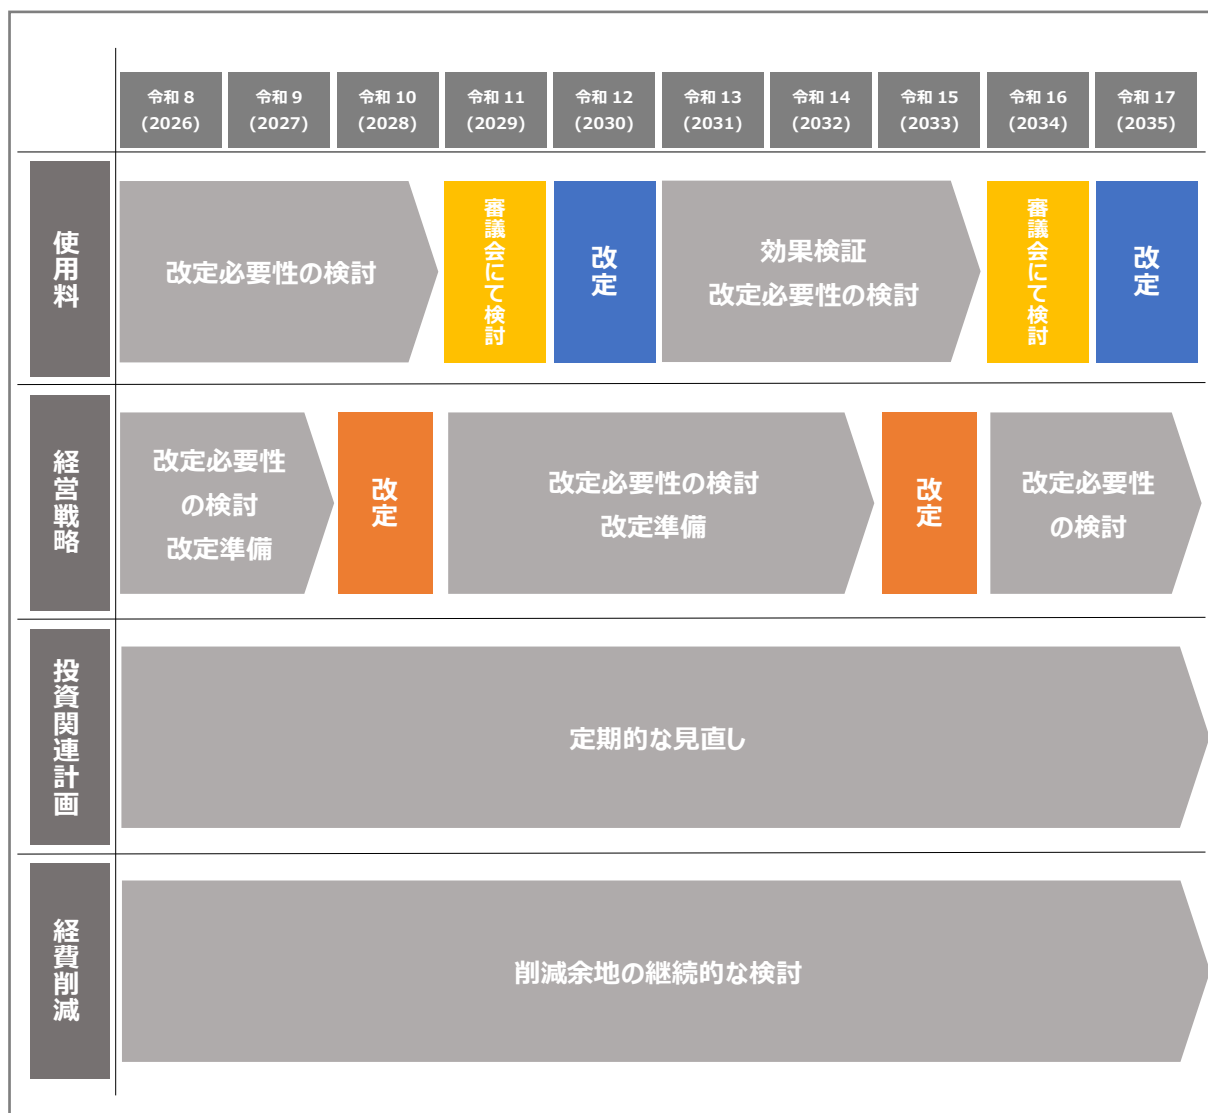 令和 8
(2026)
令和 9
(2027)
令和 10
(2028)
令和 11
(2029)
令和 12
(2030)
令和 13
(2031)
令和 14
(2032)
令和 15
(2033)
令和 16
(2034)
令和 17
(2035)
使用料
改定必要性の検討
審議会にて検討
改定
効果検証
改定必要性の検討
審議会にて検討
改定
経営戦略
改定必要性
の検討
改定準備
改定
改定必要性の検討
改定準備
改定
改定必要性
の検討
投資関連計画
定期的な見直し
経費削減
削減余地の継続的な検討